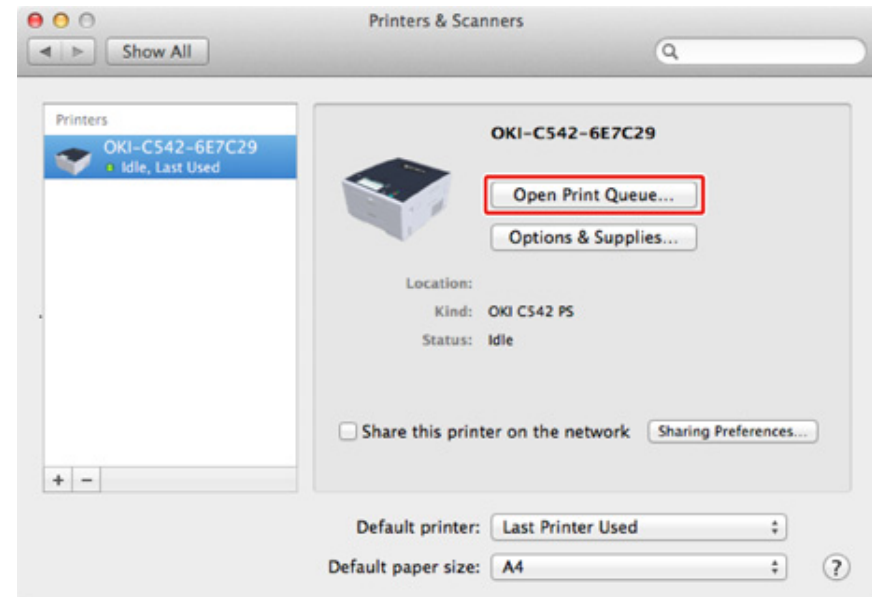 Printers & Scanners
Show All
Printers
OKI-C542-6E7C29
Idle, Last Used
OKI-C542-6E7C29
Open Print Queue...
Options & Supplies...
Location:
Kind: OKI C542 PS
Status: Idle
Share this printer on the network Sharing Preferences...
+ −
Default printer: Last Printer Used
Default paper size: A4 ?